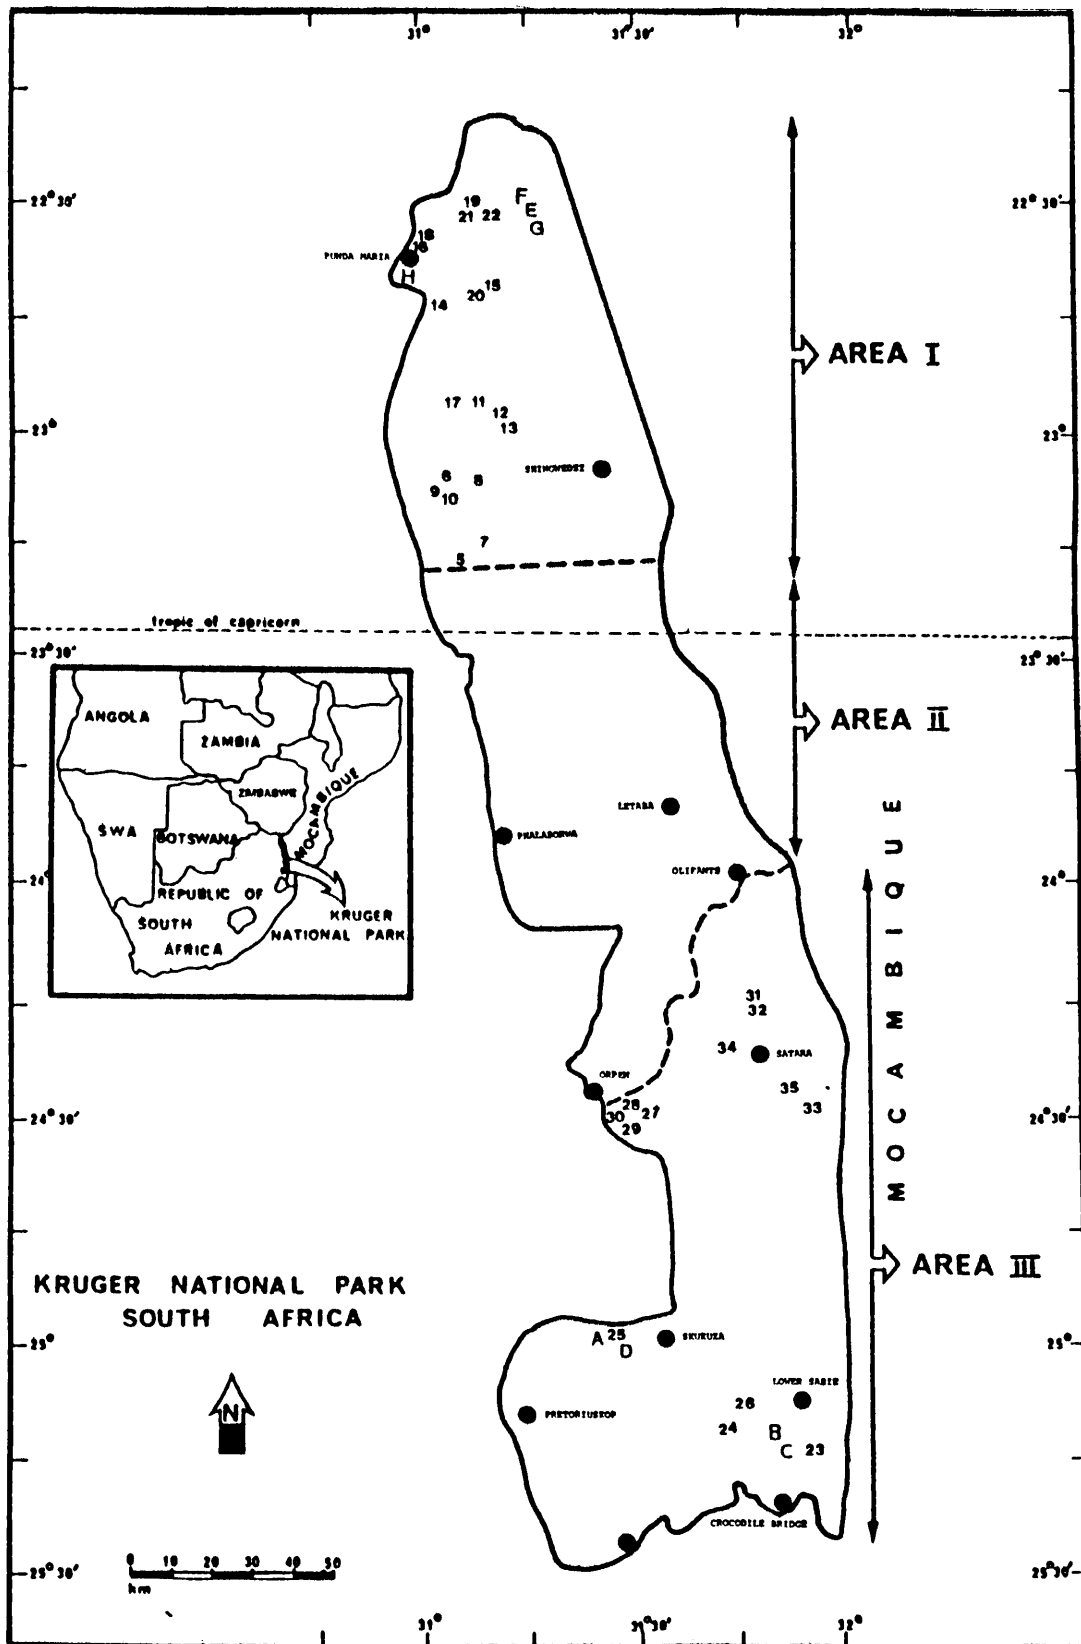 31° 31°30' 32°
22°30' 22°30'
19
21 22
F
E
G
18
16
PUNDA MARIA
H
15
20
14
AREA I
17 11
12
13
23° 23°
SHINGWEDZI
6 8
9 10
7
5
tropic of capricorn
23°30' 23°30'
ANGOLA
ZAMBIA
ZIMBABWE
MOCAMBIQUE
SWA
BOTSWANA
REPUBLIC OF
SOUTH
AFRICA
KRUGER
NATIONAL PARK
AREA II
LETABA
PHALABORWA
OLIFANTS
24° 24°
MOCAMBIQUE
31
32
34
SATARA
35
33
ORPEN
28
30 27
29
24°30' 24°30'
AREA III
KRUGER NATIONAL PARK
SOUTH AFRICA
A 25
D
SKUKUZA
25° 25°
LOWER SABIE
26
PRETORIUSKOP
24
B
C 23
N
CROCODILE BRIDGE
0 10 20 30 40 50
km
25°30' 25°30'
31° 31°30' 32°